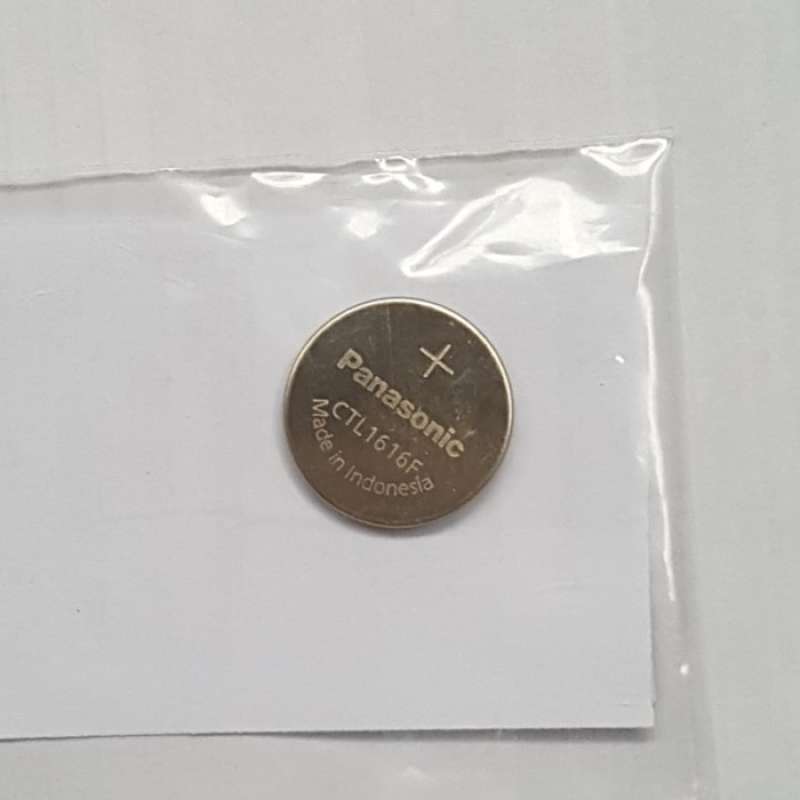 +
Panasonic
CTL1616F
Made in Indonesia